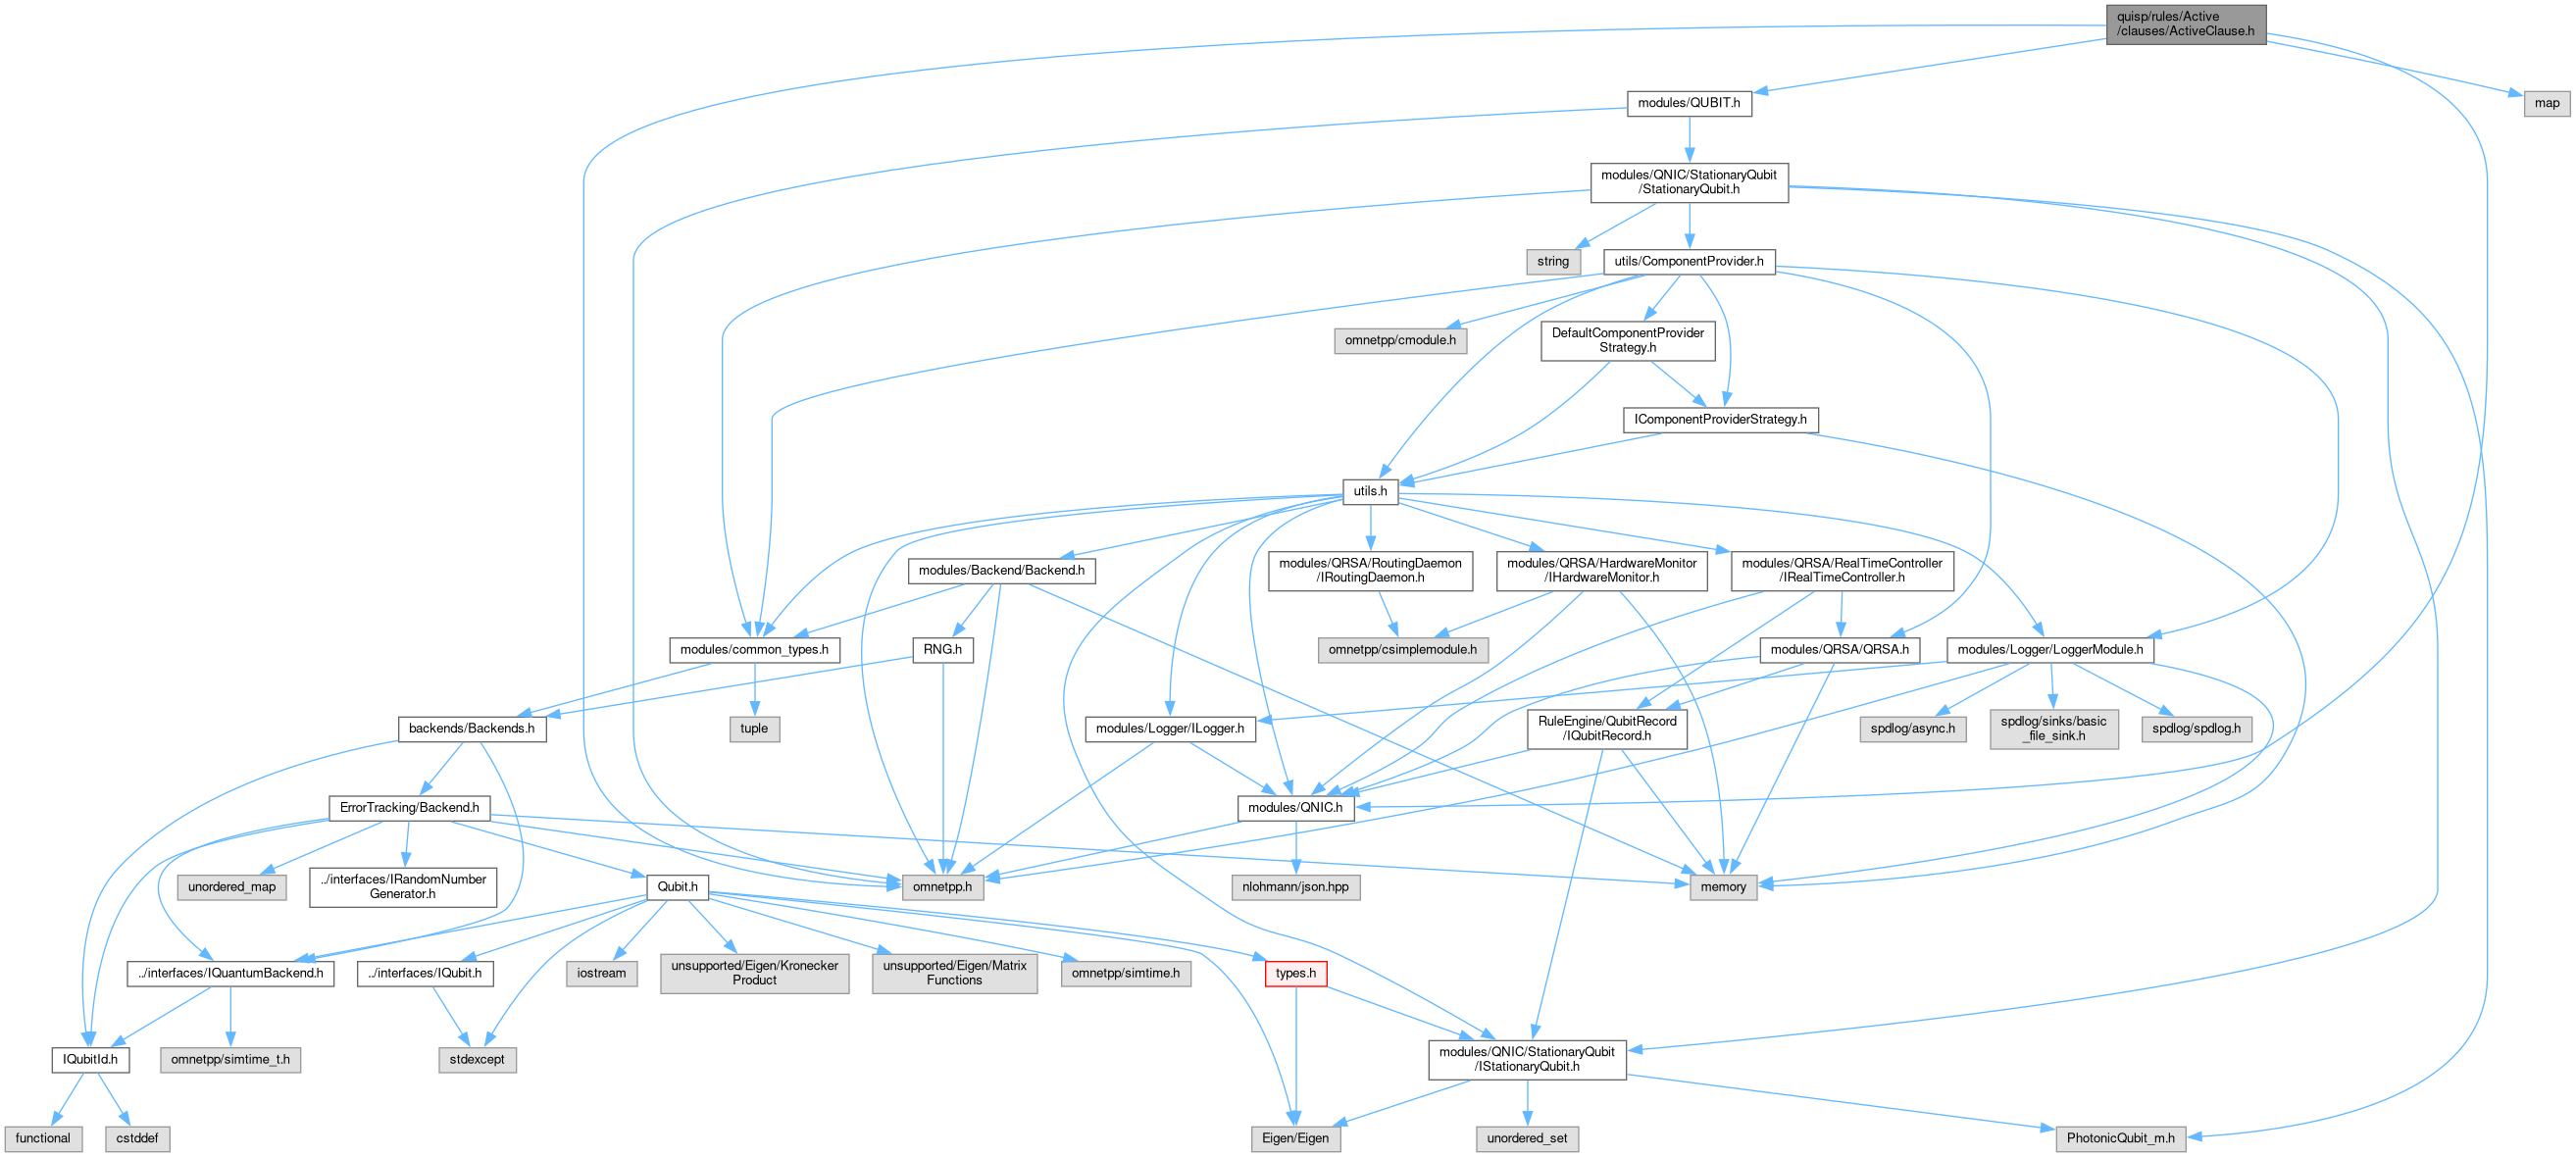 quisp/rules/Active
/clauses/ActiveClause.h
modules/QUBIT.h
map
modules/QNIC/StationaryQubit
/StationaryQubit.h
string
utils/ComponentProvider.h
omnetpp/cmodule.h
DefaultComponentProvider
Strategy.h
IComponentProviderStrategy.h
utils.h
modules/Backend/Backend.h
modules/QRSA/RoutingDaemon
/IRoutingDaemon.h
modules/QRSA/HardwareMonitor
/IHardwareMonitor.h
modules/QRSA/RealTimeController
/IRealTimeController.h
modules/common_types.h
RNG.h
omnetpp/csimplemodule.h
modules/QRSA/QRSA.h
modules/Logger/LoggerModule.h
backends/Backends.h
tuple
modules/Logger/ILogger.h
RuleEngine/QubitRecord
/IQubitRecord.h
spdlog/async.h
spdlog/sinks/basic
_file_sink.h
spdlog/spdlog.h
ErrorTracking/Backend.h
modules/QNIC.h
unordered_map
../interfaces/IRandomNumber
Generator.h
Qubit.h
omnetpp.h
nlohmann/json.hpp
memory
../interfaces/IQuantumBackend.h
../interfaces/IQubit.h
iostream
unsupported/Eigen/Kronecker
Product
unsupported/Eigen/Matrix
Functions
omnetpp/simtime.h
types.h
IQubitId.h
omnetpp/simtime_t.h
stdexcept
modules/QNIC/StationaryQubit
/IStationaryQubit.h
functional
cstddef
Eigen/Eigen
unordered_set
PhotonicQubit_m.h